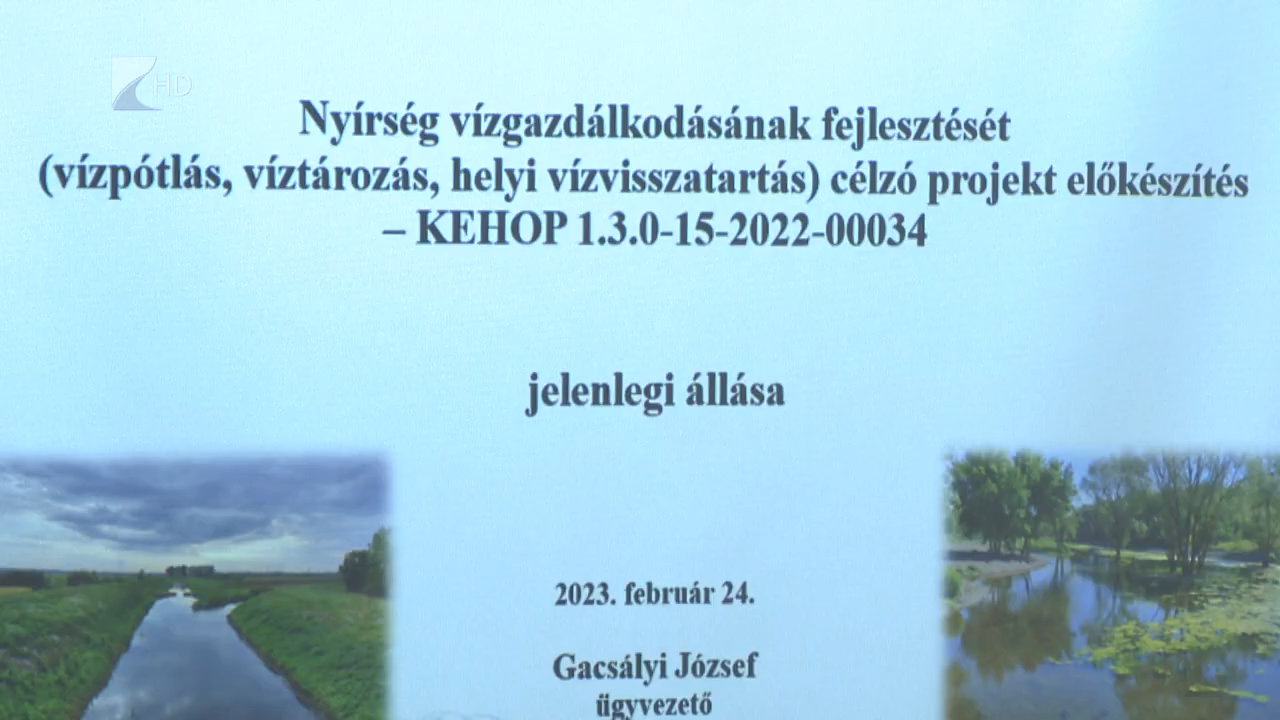 HD
Nyírség vízgazdálkodásának fejlesztését
(vízpótlás, víztározás, helyi vízvisszatartás) célzó projekt előkészítés
– KEHOP 1.3.0-15-2022-00034
jelenlegi állása
2023. február 24.
Gacsályi József
ügyvezető